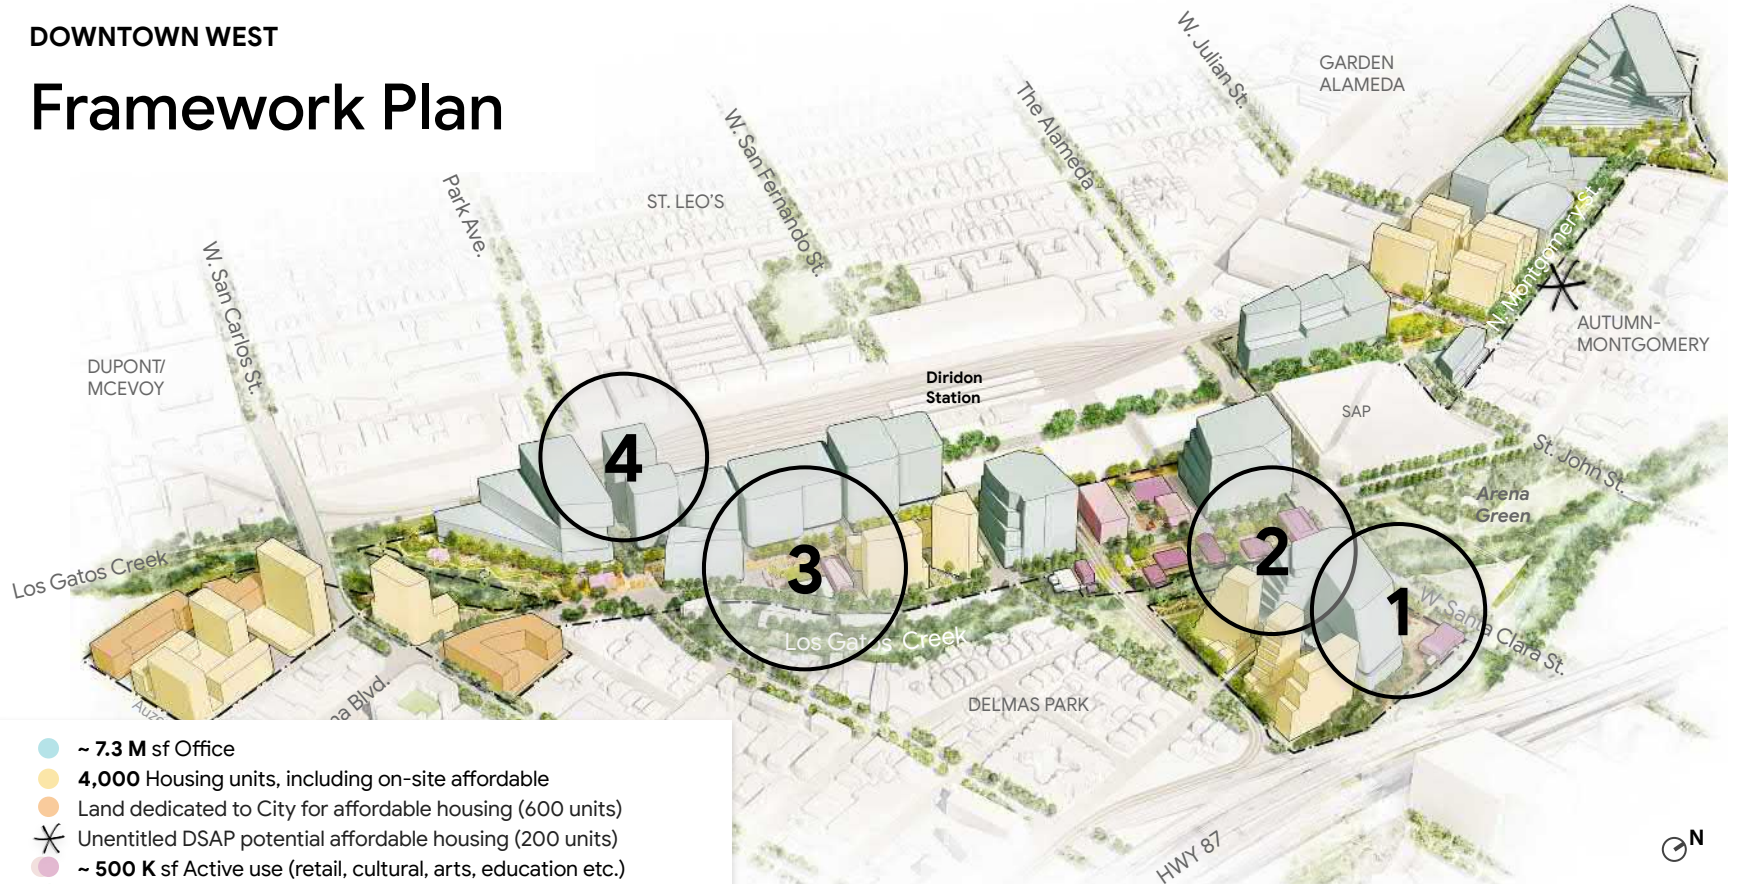 DOWNTOWN WEST
Framework Plan
W. Julian St.
GARDEN
ALAMEDA
The Alameda
W. San Fernando St.
Park Ave.
ST. LEO'S
W. San Carlos St.
N. Montgomery St.
AUTUMN-
MONTGOMERY
DUPONT/
MCEVOY
Diridon
Station
SAP
St. John St.
4
Arena
Green
2
3
1
Los Gatos Creek
W. Santa Clara St.
Los Gatos Creek
DELMAS PARK
Blvd.
HWY 87
N
~ 7.3 M sf Office
4,000 Housing units, including on-site affordable
Land dedicated to City for affordable housing (600 units)
Unentitled DSAP potential affordable housing (200 units)
~ 500 K sf Active use (retail, cultural, arts, education etc.)